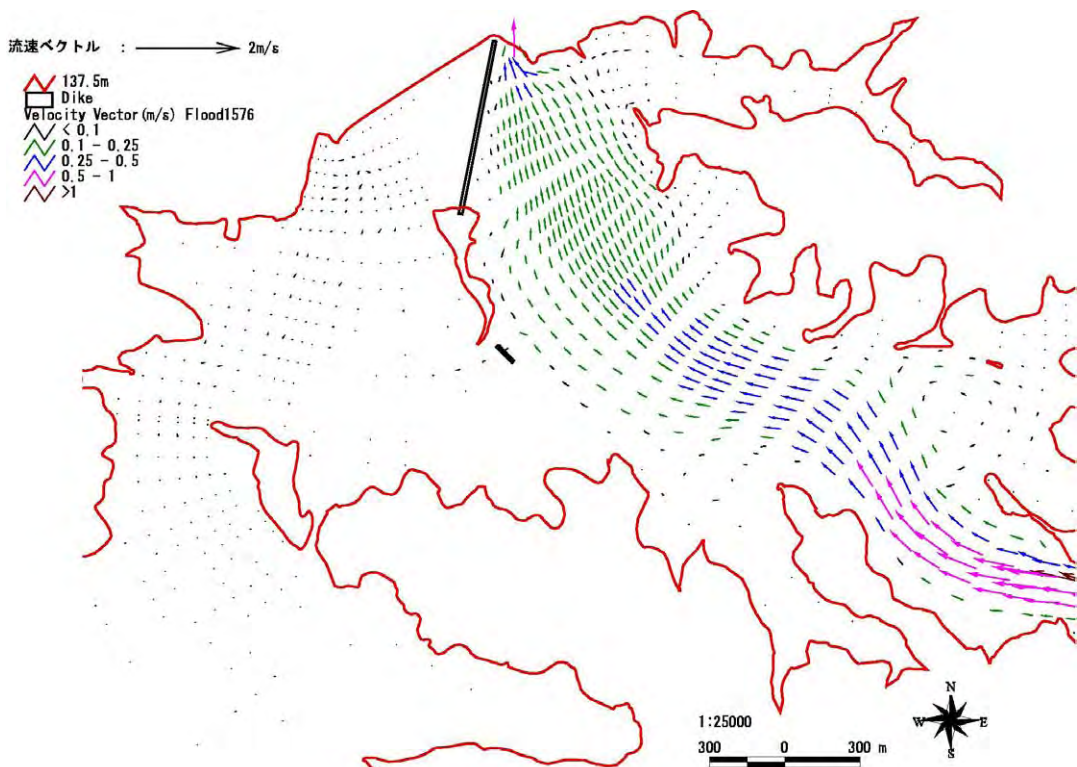 流速ベクトル : 2m/s
137.5m
Dike
Velocity Vector(m/s) Flood1576
< 0.1
0.1 - 0.25
0.25 - 0.5
0.5 - 1
>1
N
W E
S
1:25000
300 0 300 m